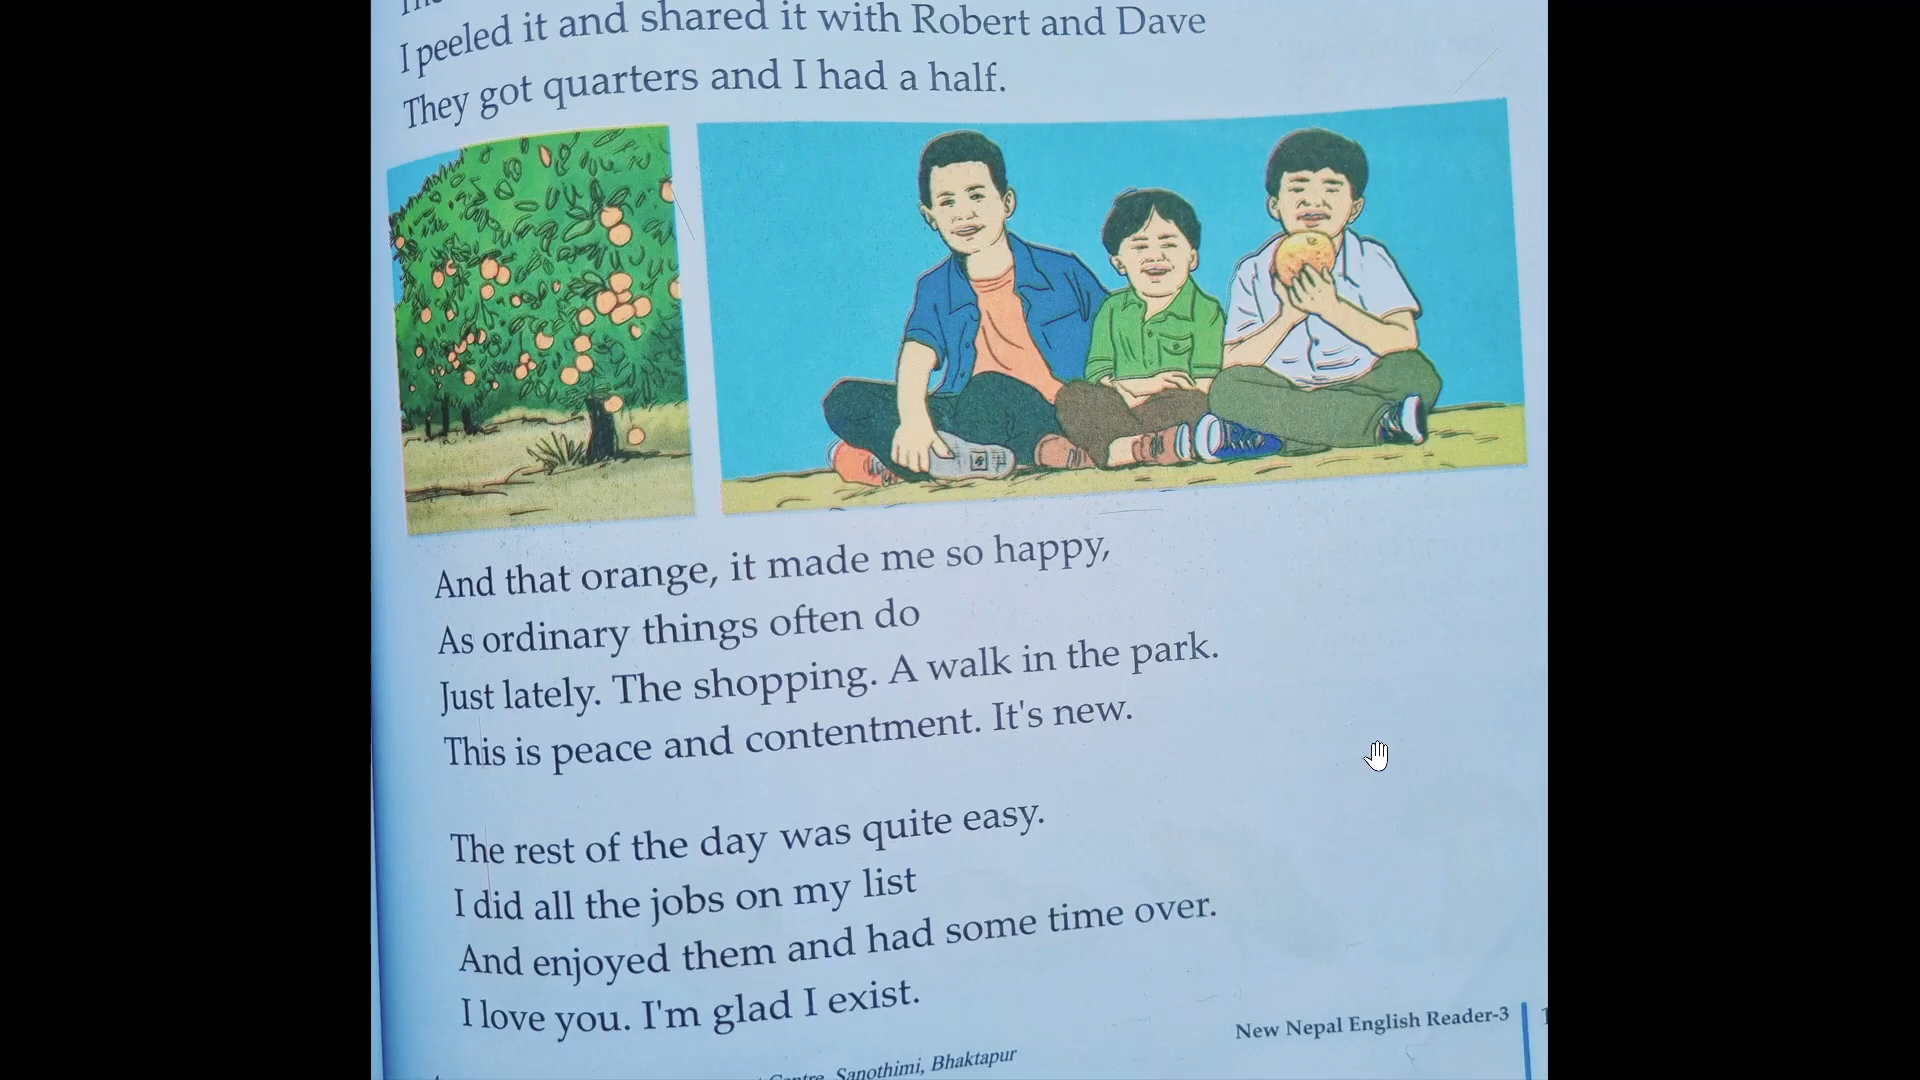 I peeled it and shared it with Robert and Dave
They got quarters and I had a half.
And that orange, it made me so happy,
As ordinary things often do
Just lately. The shopping. A walk in the park.
This is peace and contentment. It's new.
The rest of the day was quite easy.
I did all the jobs on my list
And enjoyed them and had some time over.
I love you. I'm glad I exist.
New Nepal English Reader-3
Sanothimi, Bhaktapur